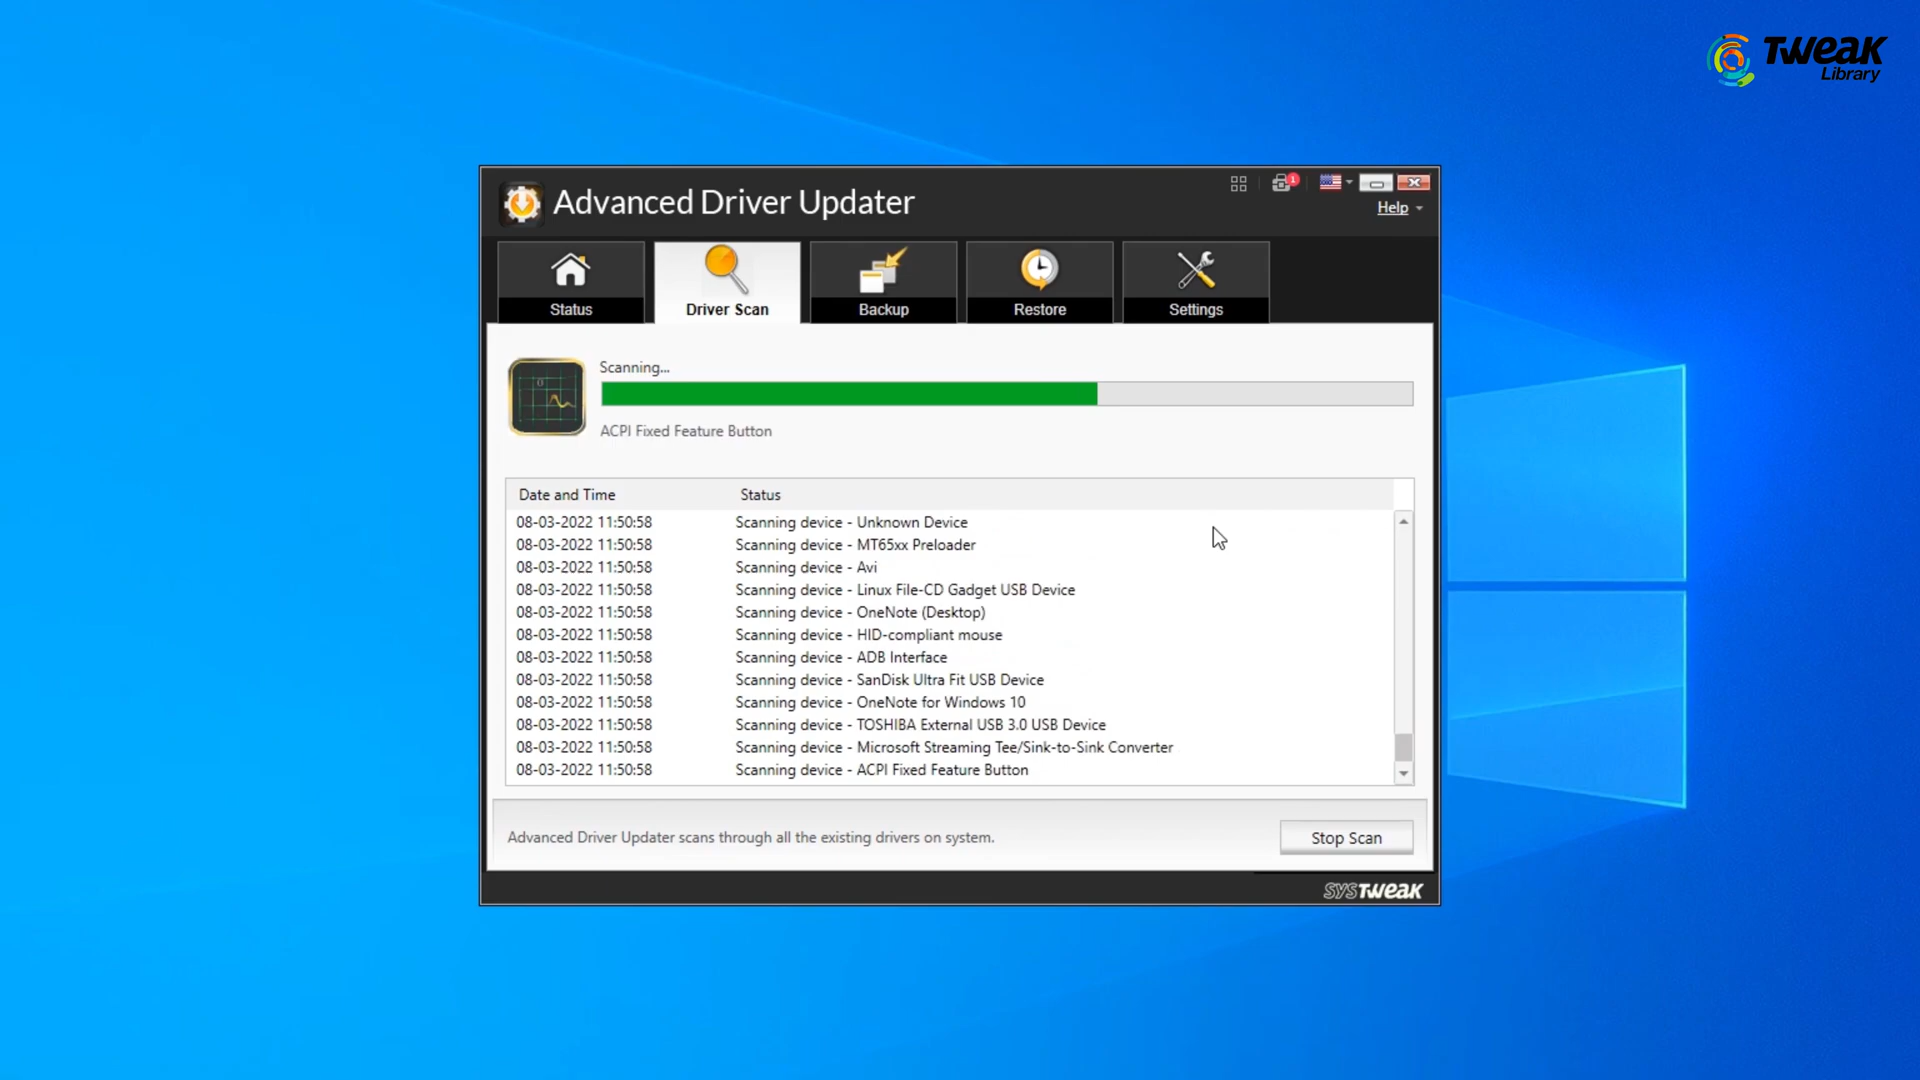 Tweak
Library
Advanced Driver Updater
1
Help
Status
Driver Scan
Backup
Restore
Settings
Scanning...
ACPI Fixed Feature Button
Date and Time Status
08-03-2022 11:50:58 Scanning device - Unknown Device
08-03-2022 11:50:58 Scanning device - MT65xx Preloader
08-03-2022 11:50:58 Scanning device - Avi
08-03-2022 11:50:58 Scanning device - Linux File-CD Gadget USB Device
08-03-2022 11:50:58 Scanning device - OneNote (Desktop)
08-03-2022 11:50:58 Scanning device - HID-compliant mouse
08-03-2022 11:50:58 Scanning device - ADB Interface
08-03-2022 11:50:58 Scanning device - SanDisk Ultra Fit USB Device
08-03-2022 11:50:58 Scanning device - OneNote for Windows 10
08-03-2022 11:50:58 Scanning device - TOSHIBA External USB 3.0 USB Device
08-03-2022 11:50:58 Scanning device - Microsoft Streaming Tee/Sink-to-Sink Converter
08-03-2022 11:50:58 Scanning device - ACPI Fixed Feature Button
Advanced Driver Updater scans through all the existing drivers on system.
Stop Scan
SYSTweak